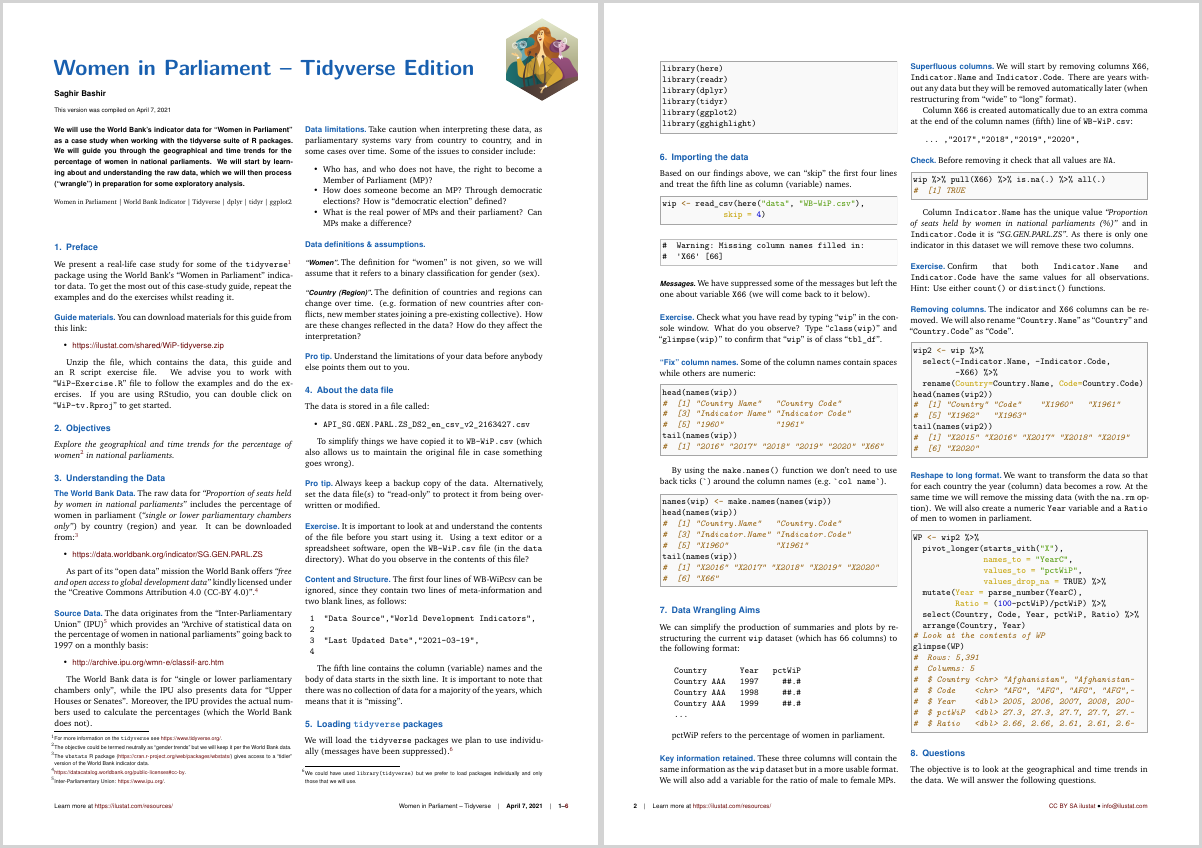 Women in Parliament – Tidyverse Edition
Saghir Bashir
This version was compiled on April 7, 2021
We will use the World Bank's indicator data for "Women in Parliament"
as a case study when working with the tidyverse suite of R packages.
We will guide you through the geographical and time trends for the
percentage of women in national parliaments. We will start by learn-
ing about and understanding the raw data, which we will then process
("wrangle") in preparation for some exploratory analysis.
Women in Parliament | World Bank Indicator | Tidyverse | dplyr | tidyr | ggplot2
1. Preface
We present a real-life case study for some of the tidyverse1
package using the World Bank's "Women in Parliament" indica-
tor data. To get the most out of this case-study guide, repeat the
examples and do the exercises whilst reading it.
Guide materials. You can download materials for this guide from
this link:
• https://ilustat.com/shared/WiP-tidyverse.zip
Unzip the file, which contains the data, this guide and
an R script exercise file. We advise you to work with
"WiP-Exercise.R" file to follow the examples and do the ex-
ercises. If you are using RStudio, you can double click on
"WiP-tv.Rproj" to get started.
2. Objectives
Explore the geographical and time trends for the percentage of
women2 in national parliaments.
3. Understanding the Data
The World Bank Data. The raw data for "Proportion of seats held
by women in national parliaments" includes the percentage of
women in parliament ("single or lower parliamentary chambers
only") by country (region) and year. It can be downloaded
from:3
• https://data.worldbank.org/indicator/SG.GEN.PARL.ZS
As part of its "open data" mission the World Bank offers "free
and open access to global development data" kindly licensed under
the "Creative Commons Attribution 4.0 (CC-BY 4.0)".4
Source Data. The data originates from the "Inter-Parliamentary
Union" (IPU)5 which provides an "Archive of statistical data on
the percentage of women in national parliaments" going back to
1997 on a monthly basis:
• http://archive.ipu.org/wmn-e/classif-arc.htm
The World Bank data is for "single or lower parliamentary
chambers only", while the IPU also presents data for "Upper
Houses or Senates". Moreover, the IPU provides the actual num-
bers used to calculate the percentages (which the World Bank
does not).
1For more information on the tidyverse see https://www.tidyverse.org/.
2The objective could be termed neutrally as "gender trends" but we will keep it per the World Bank data.
3The wbstats R package (https://cran.r-project.org/web/packages/wbstats/) gives access to a "tidier"
version of the World Bank indicator data.
4https://datacatalog.worldbank.org/public-licenses#cc-by.
5Inter-Parliamentary Union: https://www.ipu.org/.
Data limitations. Take caution when interpreting these data, as
parliamentary systems vary from country to country, and in
some cases over time. Some of the issues to consider include:
• Who has, and who does not have, the right to become a
Member of Parliament (MP)?
• How does someone become an MP? Through democratic
elections? How is "democratic election" defined?
• What is the real power of MPs and their parliament? Can
MPs make a difference?
Data definitions & assumptions.
"Women". The definition for "women" is not given, so we will
assume that it refers to a binary classification for gender (sex).
"Country (Region)". The definition of countries and regions can
change over time. (e.g. formation of new countries after con-
flicts, new member states joining a pre-existing collective). How
are these changes reflected in the data? How do they affect the
interpretation?
Pro tip. Understand the limitations of your data before anybody
else points them out to you.
4. About the data file
The data is stored in a file called:
• API_SG.GEN.PARL.ZS_DS2_en_csv_v2_2163427.csv
To simplify things we have copied it to WB-WiP.csv (which
also allows us to maintain the original file in case something
goes wrong).
Pro tip. Always keep a backup copy of the data. Alternatively,
set the data file(s) to "read-only" to protect it from being over-
written or modified.
Exercise. It is important to look at and understand the contents
of the file before you start using it. Using a text editor or a
spreadsheet software, open the WB-WiP.csv file (in the data
directory). What do you observe in the contents of this file?
Content and Structure. The first four lines of WB-WiPcsv can be
ignored, since they contain two lines of meta-information and
two blank lines, as follows:
1 "Data Source","World Development Indicators",
2
3 "Last Updated Date","2021-03-19",
4
The fifth line contains the column (variable) names and the
body of data starts in the sixth line. It is important to note that
there was no collection of data for a majority of the years, which
means that it is "missing".
5. Loading tidyverse packages
We will load the tidyverse packages we plan to use individu-
ally (messages have been suppressed).6
6We could have used library(tidyverse) but we prefer to load packages individually and only
those that we will use.
Learn more at https://ilustat.com/resources/
Women in Parliament – Tidyverse | April 7, 2021 | 1–6
library(here)
library(readr)
library(dplyr)
library(tidyr)
library(ggplot2)
library(gghighlight)
6. Importing the data
Based on our findings above, we can "skip" the first four lines
and treat the fifth line as column (variable) names.
wip <- read_csv(here("data", "WB-WiP.csv"),
skip = 4)
# Warning: Missing column names filled in:
# 'X66' [66]
Messages. We have suppressed some of the messages but left the
one about variable X66 (we will come back to it below).
Exercise. Check what you have read by typing "wip" in the con-
sole window. What do you observe? Type "class(wip)" and
"glimpse(wip)" to confirm that "wip" is of class "tbl_df".
"Fix" column names. Some of the column names contain spaces
while others are numeric:
head(names(wip))
# [1] "Country Name" "Country Code"
# [3] "Indicator Name" "Indicator Code"
# [5] "1960" "1961"
tail(names(wip))
# [1] "2016" "2017" "2018" "2019" "2020" "X66"
By using the make.names() function we don't need to use
back ticks (`) around the column names (e.g. `col name`).
names(wip) <- make.names(names(wip))
head(names(wip))
# [1] "Country.Name" "Country.Code"
# [3] "Indicator.Name" "Indicator.Code"
# [5] "X1960" "X1961"
tail(names(wip))
# [1] "X2016" "X2017" "X2018" "X2019" "X2020"
# [6] "X66"
7. Data Wrangling Aims
We can simplify the production of summaries and plots by re-
structuring the current wip dataset (which has 66 columns) to
the following format:
Country Year pctWiP
Country AAA 1997 ##.#
Country AAA 1998 ##.#
Country AAA 1999 ##.#
...
pctWiP refers to the percentage of women in parliament.
Key information retained. These three columns will contain the
same information as the wip dataset but in a more usable format.
We will also add a variable for the ratio of male to female MPs.
Superfluous columns. We will start by removing columns X66,
Indicator.Name and Indicator.Code. There are years with-
out any data but they will be removed automatically later (when
restructuring from "wide" to "long" format).
Column X66 is created automatically due to an extra comma
at the end of the column names (fifth) line of WB-WiP.csv:
... ,"2017","2018","2019","2020",
Check. Before removing it check that all values are NA.
wip %>% pull(X66) %>% is.na(.) %>% all(.)
# [1] TRUE
Column Indicator.Name has the unique value "Proportion
of seats held by women in national parliaments (%)" and in
Indicator.Code it is "SG.GEN.PARL.ZS". As there is only one
indicator in this dataset we will remove these two columns.
Exercise. Confirm that both Indicator.Name and
Indicator.Code have the same values for all observations.
Hint: Use either count() or distinct() functions.
Removing columns. The indicator and X66 columns can be re-
moved. We will also rename "Country.Name" as "Country" and
"Country.Code" as "Code".
wip2 <- wip %>%
select(-Indicator.Name, -Indicator.Code,
-X66) %>%
rename(Country=Country.Name, Code=Country.Code)
head(names(wip2))
# [1] "Country" "Code" "X1960" "X1961"
# [5] "X1962" "X1963"
tail(names(wip2))
# [1] "X2015" "X2016" "X2017" "X2018" "X2019"
# [6] "X2020"
Reshape to long format. We want to transform the data so that
for each country the year (column) data becomes a row. At the
same time we will remove the missing data (with the na.rm op-
tion). We will also create a numeric Year variable and a Ratio
of men to women in parliament.
WP <- wip2 %>%
pivot_longer(starts_with("X"),
names_to = "YearC",
values_to = "pctWiP",
values_drop_na = TRUE) %>%
mutate(Year = parse_number(YearC),
Ratio = (100-pctWiP)/pctWiP) %>%
select(Country, Code, Year, pctWiP, Ratio) %>%
arrange(Country, Year)
# Look at the contents of WP
glimpse(WP)
# Rows: 5,391
# Columns: 5
# $ Country <chr> "Afghanistan", "Afghanistan~
# $ Code <chr> "AFG", "AFG", "AFG", "AFG",~
# $ Year <dbl> 2005, 2006, 2007, 2008, 200~
# $ pctWiP <dbl> 27.3, 27.3, 27.7, 27.7, 27.~
# $ Ratio <dbl> 2.66, 2.66, 2.61, 2.61, 2.6~
8. Questions
The objective is to look at the geographical and time trends in
the data. We will answer the following questions.
2 | Learn more at https://ilustat.com/resources/
CC BY SA ilustat • info@ilustat.com